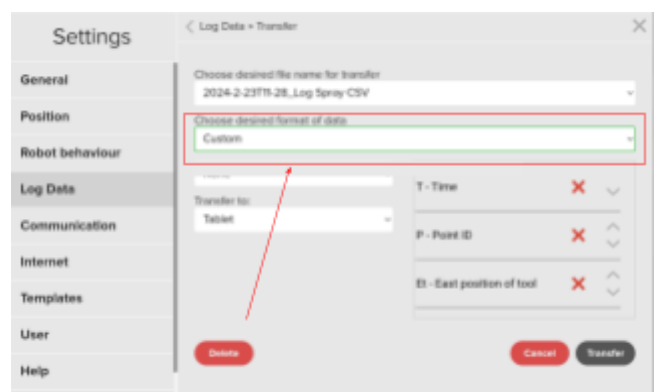 Settings
General
Position
Robot behaviour
Log Data
Communication
Internet
Templates
User
Help
Log Data • Transfer
Choose desired file name for transfer
2024-2-23T11-28_Log Spray CSV
Choose desired format of data
Custom
Transfer to:
Tablet
T - Time
P - Point ID
Et - East position of tool
Delete
Cancel
Transfer